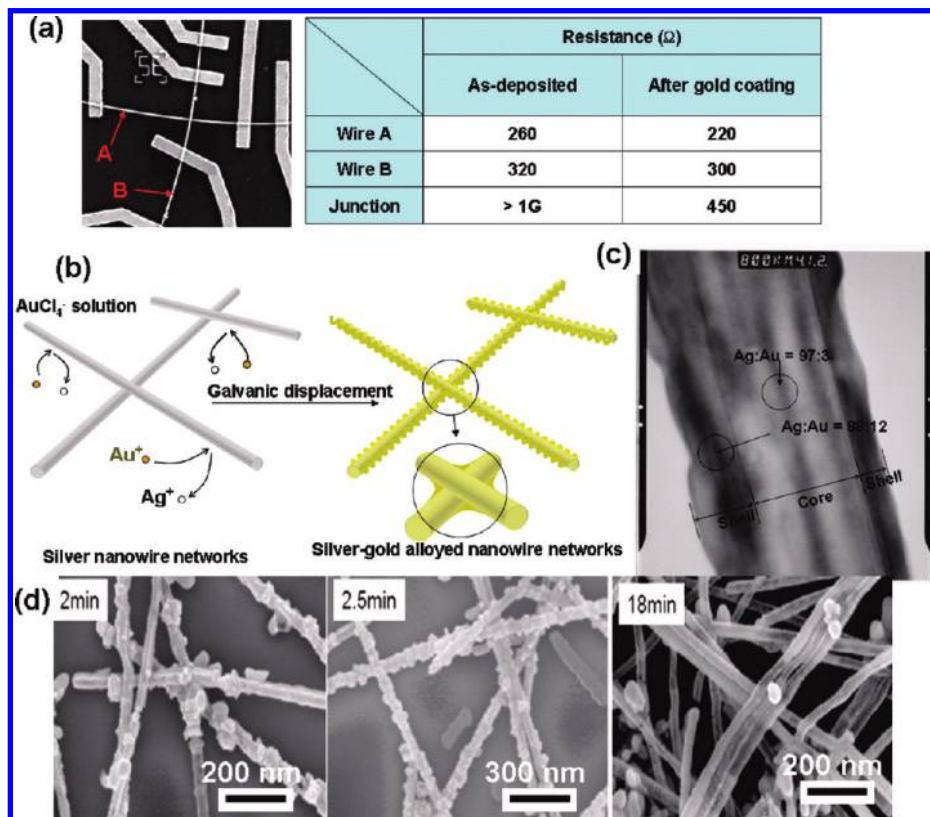 (a)
A
B
Resistance (Ω)
As-deposited After gold coating
Wire A 260 220
Wire B 320 300
Junction > 1G 450
(b)
AuCl₄⁻ solution
Galvanic displacement
Au⁺
Ag⁺
Silver nanowire networks
Silver-gold alloyed nanowire networks
(c)
Ag:Au = 97:3
Ag:Au =
Shell
Core
Shell
(d)
2min
200 nm
2.5min
300 nm
18min
200 nm